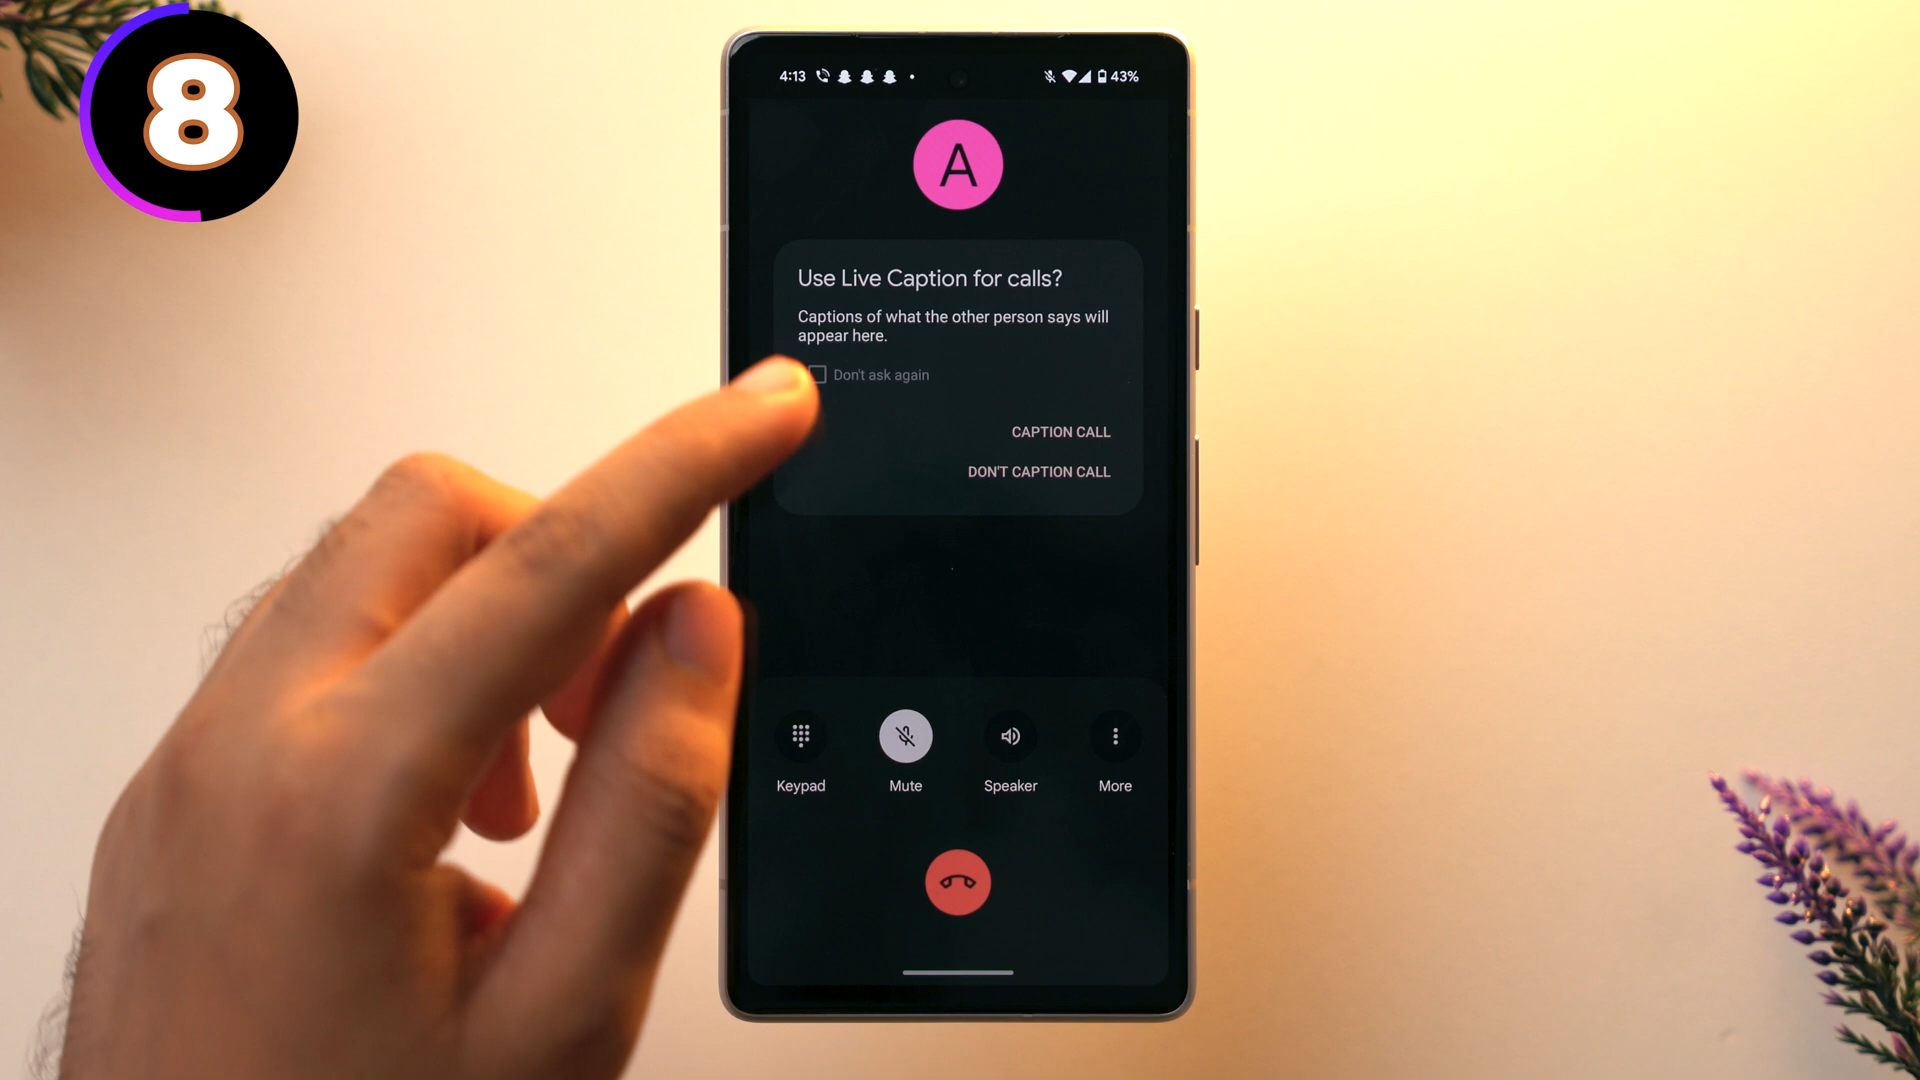 8
4:13
43%
A
Use Live Caption for calls?
Captions of what the other person says will
appear here.
Don't ask again
CAPTION CALL
DON'T CAPTION CALL
Keypad
Mute
Speaker
More